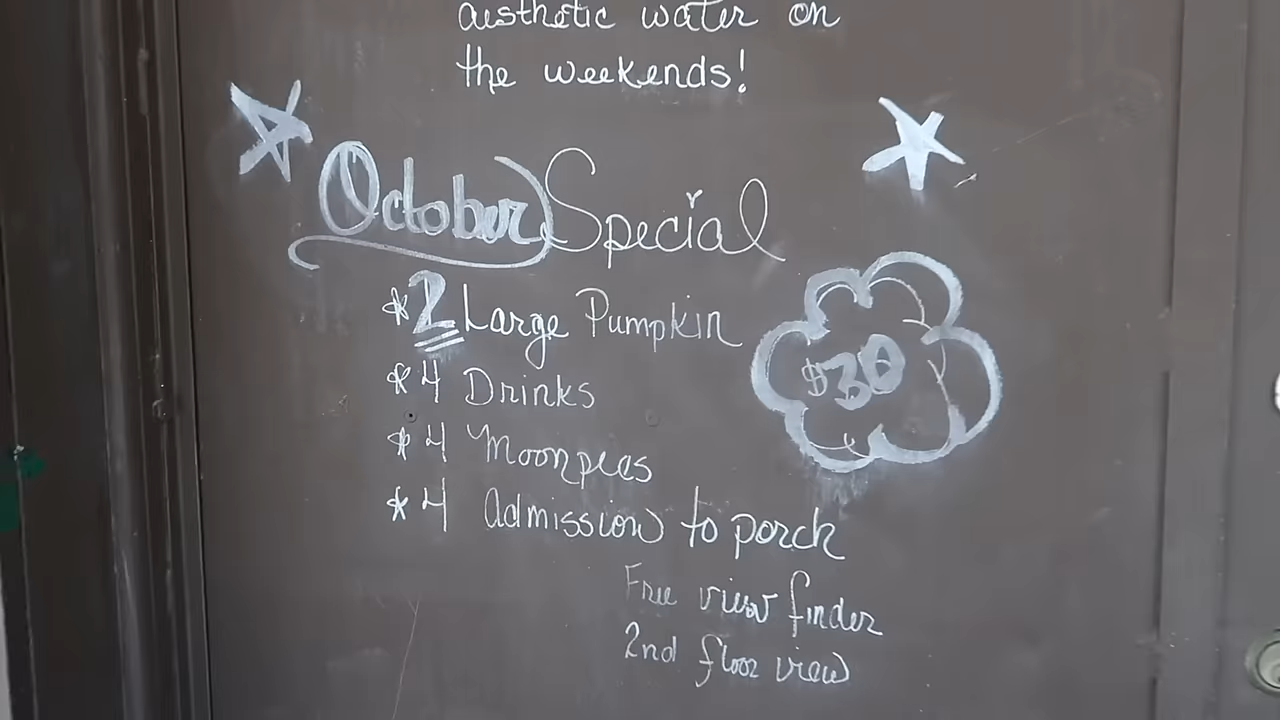 aesthetic water on
the weekends!
October Special
*2 Large Pumpkin
*4 Drinks
*4 Moonpies
*4 Admission to porch
Free view finder
2nd floor view
$30